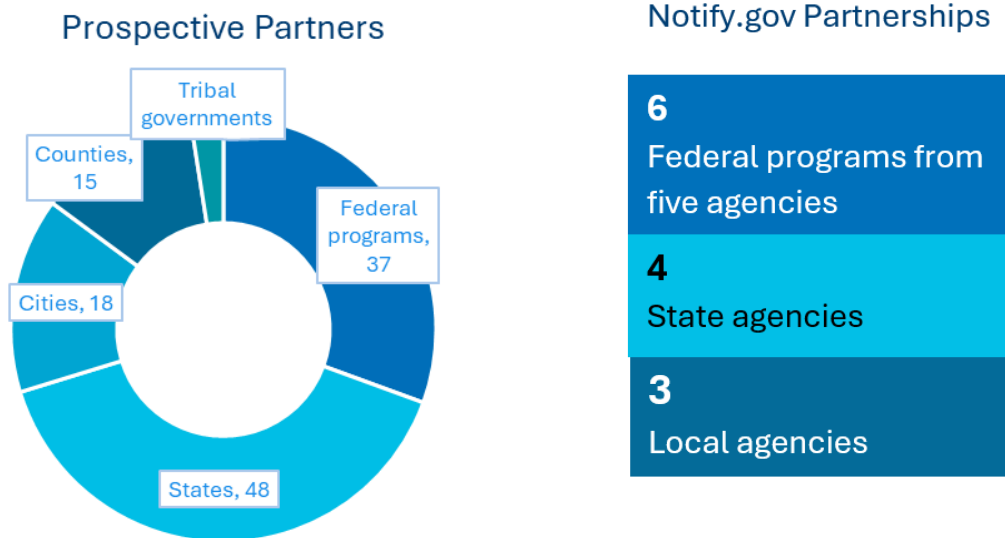 Prospective Partners
Tribal
governments
Counties,
15
Federal
programs,
37
Cities, 18
States, 48
Notify.gov Partnerships
6
Federal programs from
five agencies
4
State agencies
3
Local agencies